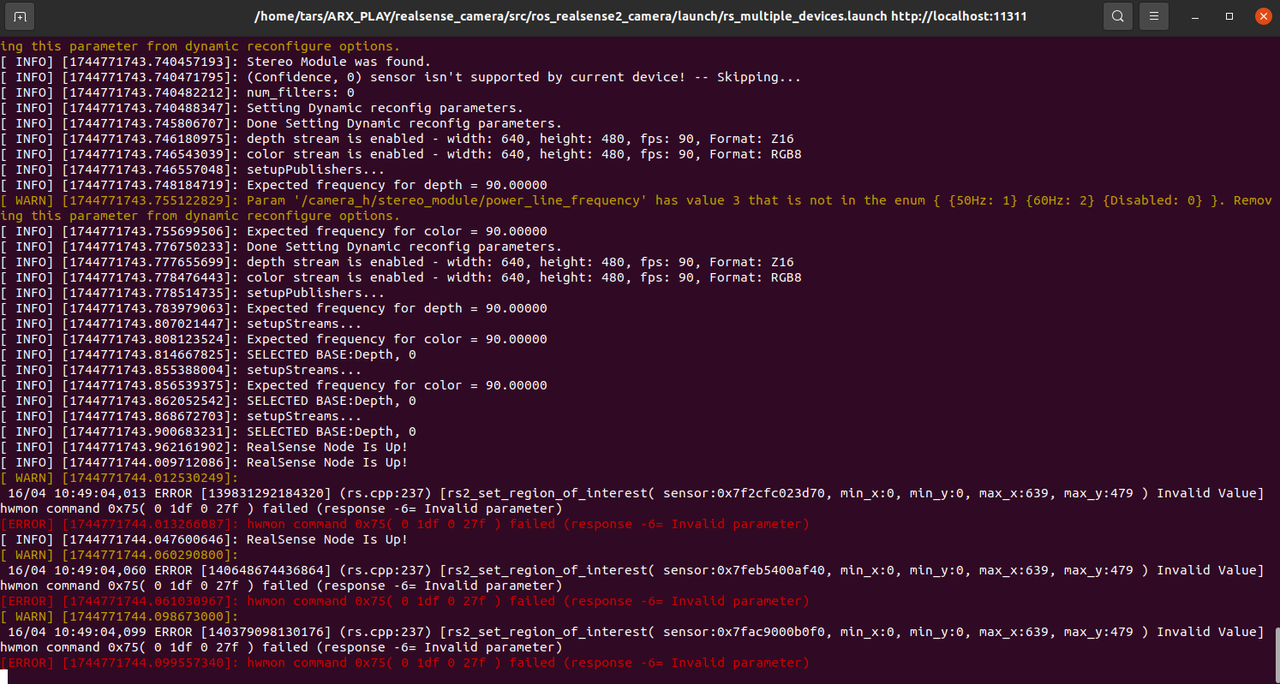 /home/tars/ARX_PLAY/realsense_camera/src/ros_realsense2_camera/launch/rs_multiple_devices.launch http://localhost:11311
ing this parameter from dynamic reconfigure options.
[ INFO] [1744771743.740457193]: Stereo Module was found.
[ INFO] [1744771743.740471795]: (Confidence, 0) sensor isn't supported by current device! -- Skipping...
[ INFO] [1744771743.740482212]: num_filters: 0
[ INFO] [1744771743.740488347]: Setting Dynamic reconfig parameters.
[ INFO] [1744771743.745806707]: Done Setting Dynamic reconfig parameters.
[ INFO] [1744771743.746180975]: depth stream is enabled - width: 640, height: 480, fps: 90, Format: Z16
[ INFO] [1744771743.746543039]: color stream is enabled - width: 640, height: 480, fps: 90, Format: RGB8
[ INFO] [1744771743.746557048]: setupPublishers...
[ INFO] [1744771743.748184719]: Expected frequency for depth = 90.00000
[ WARN] [1744771743.755122829]: Param '/camera_h/stereo_module/power_line_frequency' has value 3 that is not in the enum { {50Hz: 1} {60Hz: 2} {Disabled: 0} }. Remov
ing this parameter from dynamic reconfigure options.
[ INFO] [1744771743.755699506]: Expected frequency for color = 90.00000
[ INFO] [1744771743.776750233]: Done Setting Dynamic reconfig parameters.
[ INFO] [1744771743.777655699]: depth stream is enabled - width: 640, height: 480, fps: 90, Format: Z16
[ INFO] [1744771743.778476443]: color stream is enabled - width: 640, height: 480, fps: 90, Format: RGB8
[ INFO] [1744771743.778514735]: setupPublishers...
[ INFO] [1744771743.783979063]: Expected frequency for depth = 90.00000
[ INFO] [1744771743.807021447]: setupStreams...
[ INFO] [1744771743.808123524]: Expected frequency for color = 90.00000
[ INFO] [1744771743.814667825]: SELECTED BASE:Depth, 0
[ INFO] [1744771743.855388004]: setupStreams...
[ INFO] [1744771743.856539375]: Expected frequency for color = 90.00000
[ INFO] [1744771743.862052542]: SELECTED BASE:Depth, 0
[ INFO] [1744771743.868672703]: setupStreams...
[ INFO] [1744771743.900683231]: SELECTED BASE:Depth, 0
[ INFO] [1744771743.962161902]: RealSense Node Is Up!
[ INFO] [1744771744.009712086]: RealSense Node Is Up!
[ WARN] [1744771744.012530249]:
16/04 10:49:04,013 ERROR [139831292184320] (rs.cpp:237) [rs2_set_region_of_interest( sensor:0x7f2cfc023d70, min_x:0, min_y:0, max_x:639, max_y:479 ) Invalid Value]
hwmon command 0x75( 0 1df 0 27f ) failed (response -6= Invalid parameter)
[ERROR] [1744771744.013266087]: hwmon command 0x75( 0 1df 0 27f ) failed (response -6= Invalid parameter)
[ INFO] [1744771744.047600646]: RealSense Node Is Up!
[ WARN] [1744771744.060290800]:
16/04 10:49:04,060 ERROR [140648674436864] (rs.cpp:237) [rs2_set_region_of_interest( sensor:0x7feb5400af40, min_x:0, min_y:0, max_x:639, max_y:479 ) Invalid Value]
hwmon command 0x75( 0 1df 0 27f ) failed (response -6= Invalid parameter)
[ERROR] [1744771744.061030967]: hwmon command 0x75( 0 1df 0 27f ) failed (response -6= Invalid parameter)
[ WARN] [1744771744.098673000]:
16/04 10:49:04,099 ERROR [140379098130176] (rs.cpp:237) [rs2_set_region_of_interest( sensor:0x7fac9000b0f0, min_x:0, min_y:0, max_x:639, max_y:479 ) Invalid Value]
hwmon command 0x75( 0 1df 0 27f ) failed (response -6= Invalid parameter)
[ERROR] [1744771744.099557340]: hwmon command 0x75( 0 1df 0 27f ) failed (response -6= Invalid parameter)